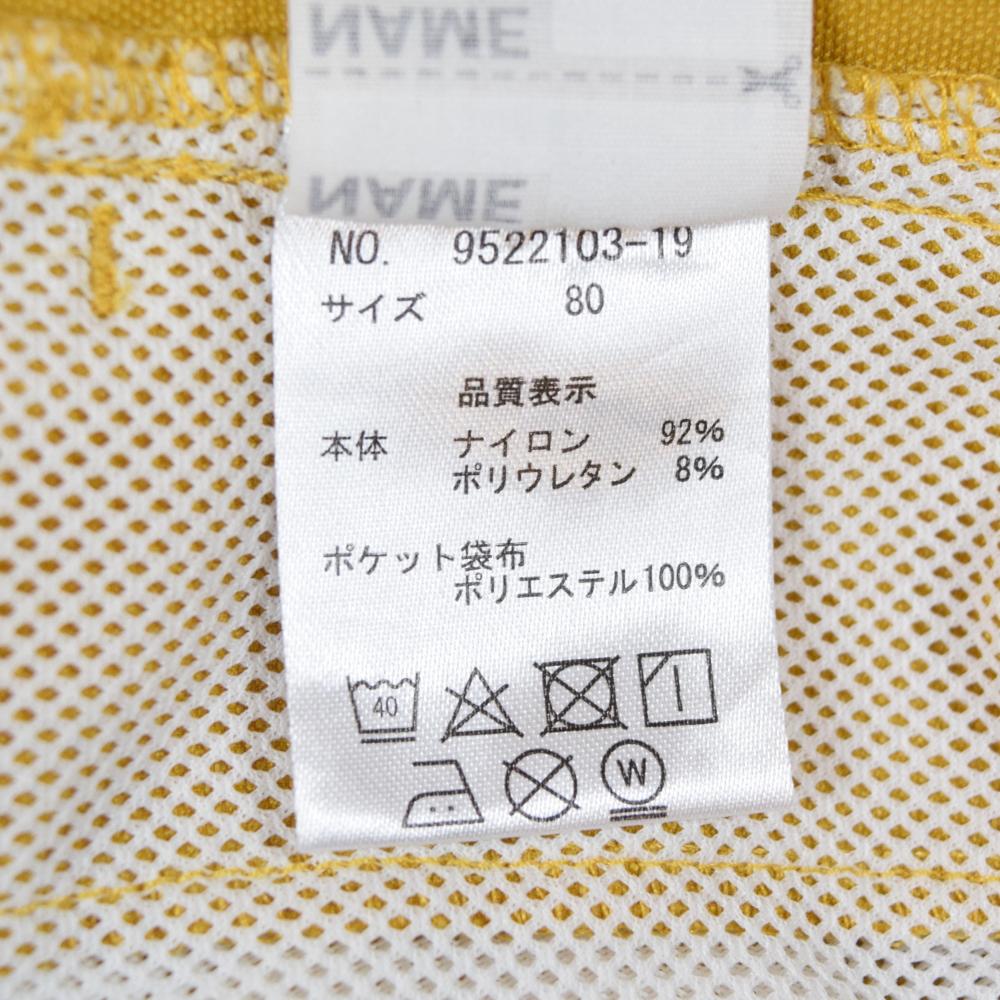 NAME
NAME
NO. 9522103-19
サイズ 80
品質表示
本体 ナイロン 92%
ポリウレタン 8%
ポケット袋布
ポリエステル100%
40
W